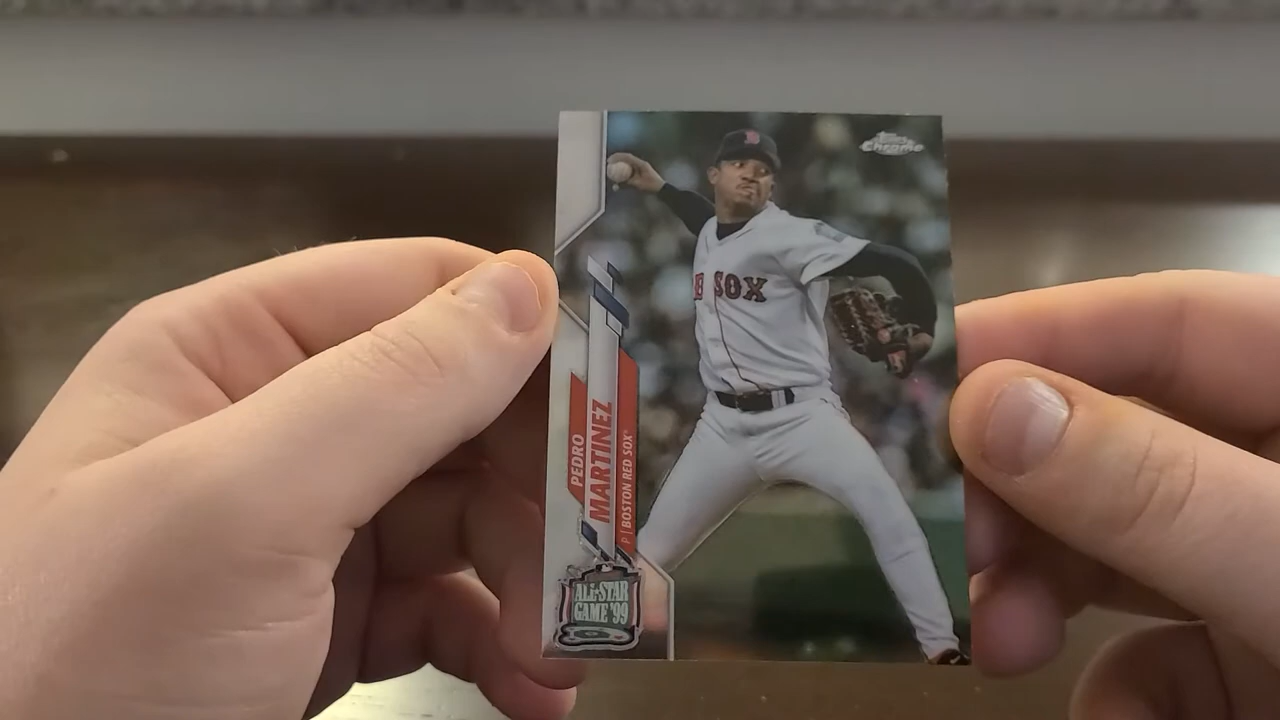 Topps
Chrome
B SOX
PEDRO
MARTINEZ
P | BOSTON RED SOX®
ALL-STAR
GAME '99